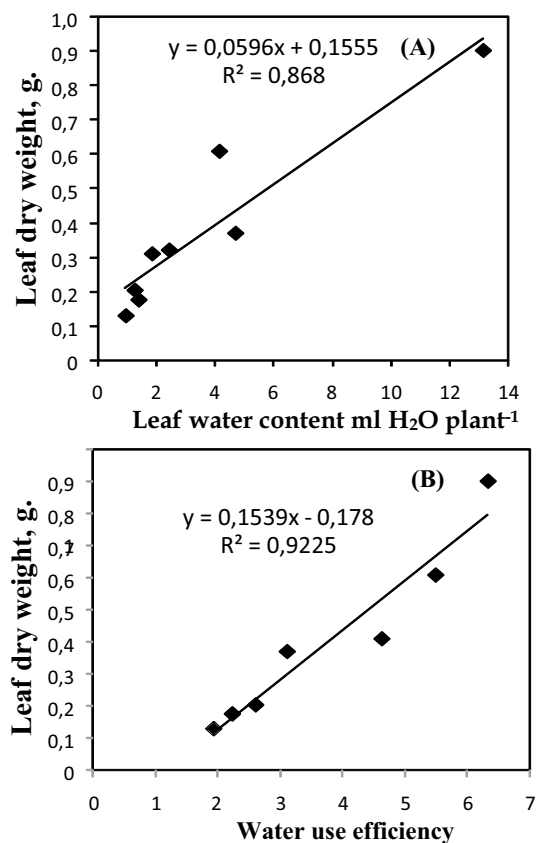 1,0
0,9
0,8
0,7
0,6
0,5
0,4
0,3
0,2
0,1
0
y = 0,0596x + 0,1555
R² = 0,868
(A)
Leaf dry weight, g.
0 2 4 6 8 10 12 14
Leaf water content ml H₂O plant⁻¹
0,9
0,8
0,7
0,6
0,5
0,4
0,3
0,2
0,1
0
(B)
y = 0,1539x - 0,178
R² = 0,9225
Leaf dry weight, g.
0 1 2 3 4 5 6 7
Water use efficiency